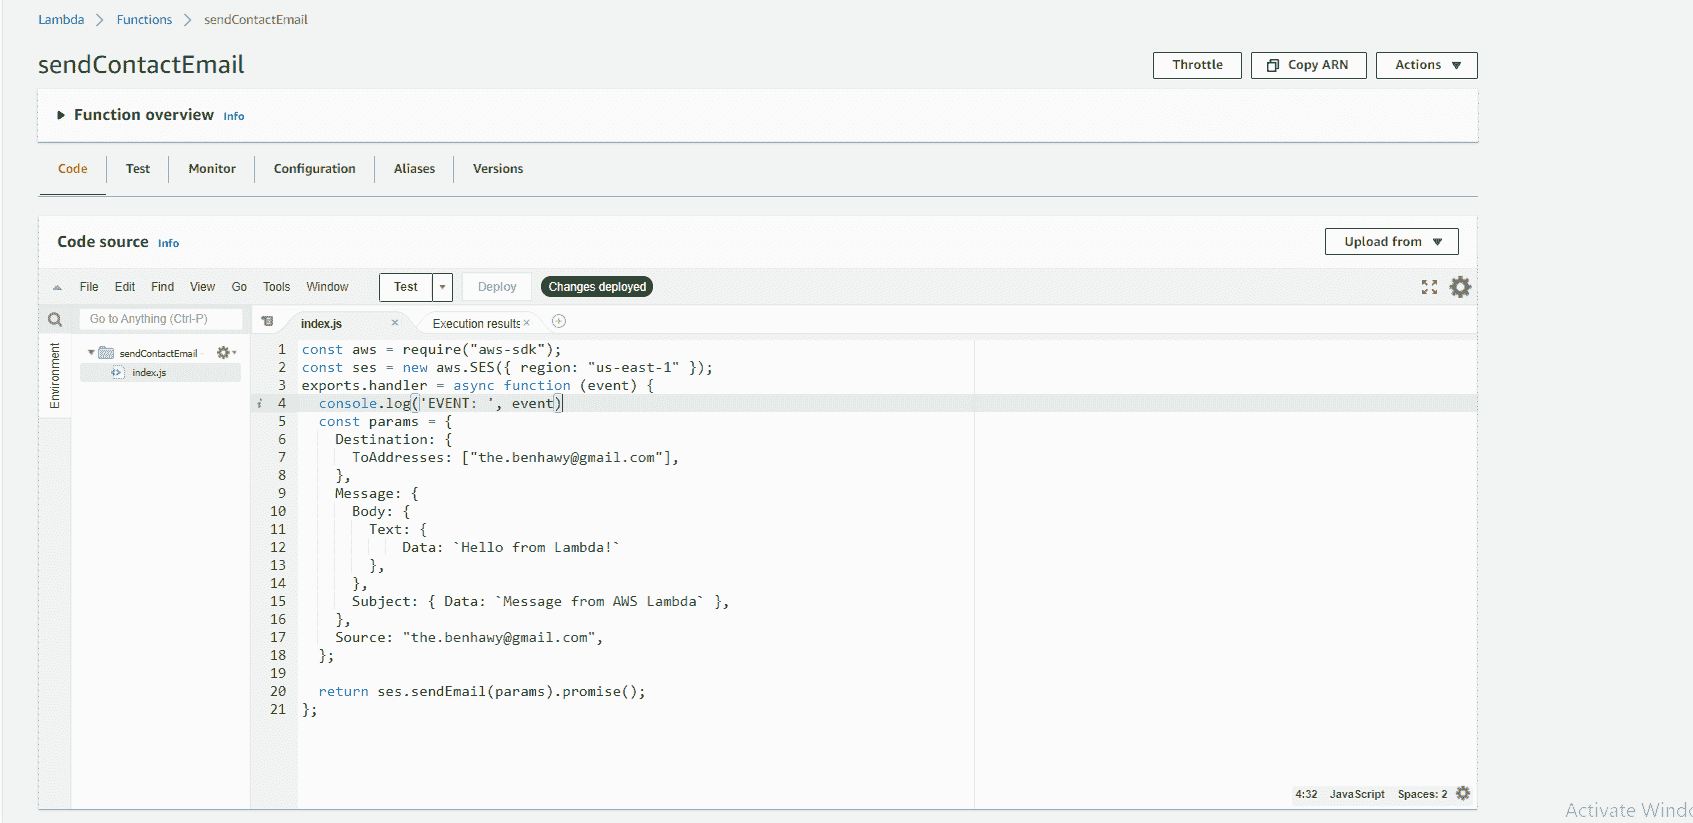 Lambda > Functions > sendContactEmail
sendContactEmail
Throttle
Copy ARN
Actions
Function overview Info
Code
Test
Monitor
Configuration
Aliases
Versions
Code source Info
Upload from
File Edit Find View Go Tools Window
Test
Deploy
Changes deployed
Go to Anything (Ctrl-P)
Environment
sendContactEmail
index.js
index.js
Execution results
1 const aws = require("aws-sdk");
2 const ses = new aws.SES({ region: "us-east-1" });
3 exports.handler = async function (event) {
i 4 console.log('EVENT: ', event)
5 const params = {
6 Destination: {
7 ToAddresses: ["the.benhawy@gmail.com"],
8 },
9 Message: {
10 Body: {
11 Text: {
12 Data: `Hello from Lambda!`
13 },
14 },
15 Subject: { Data: `Message from AWS Lambda` },
16 },
17 Source: "the.benhawy@gmail.com",
18 };
19
20 return ses.sendEmail(params).promise();
21 };
4:32 JavaScript Spaces: 2
Activate Windo